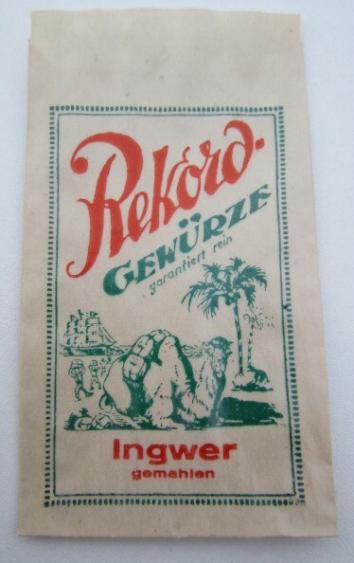 Rekord-
GEWÜRZE
garantiert rein
Ingwer
gemahlen